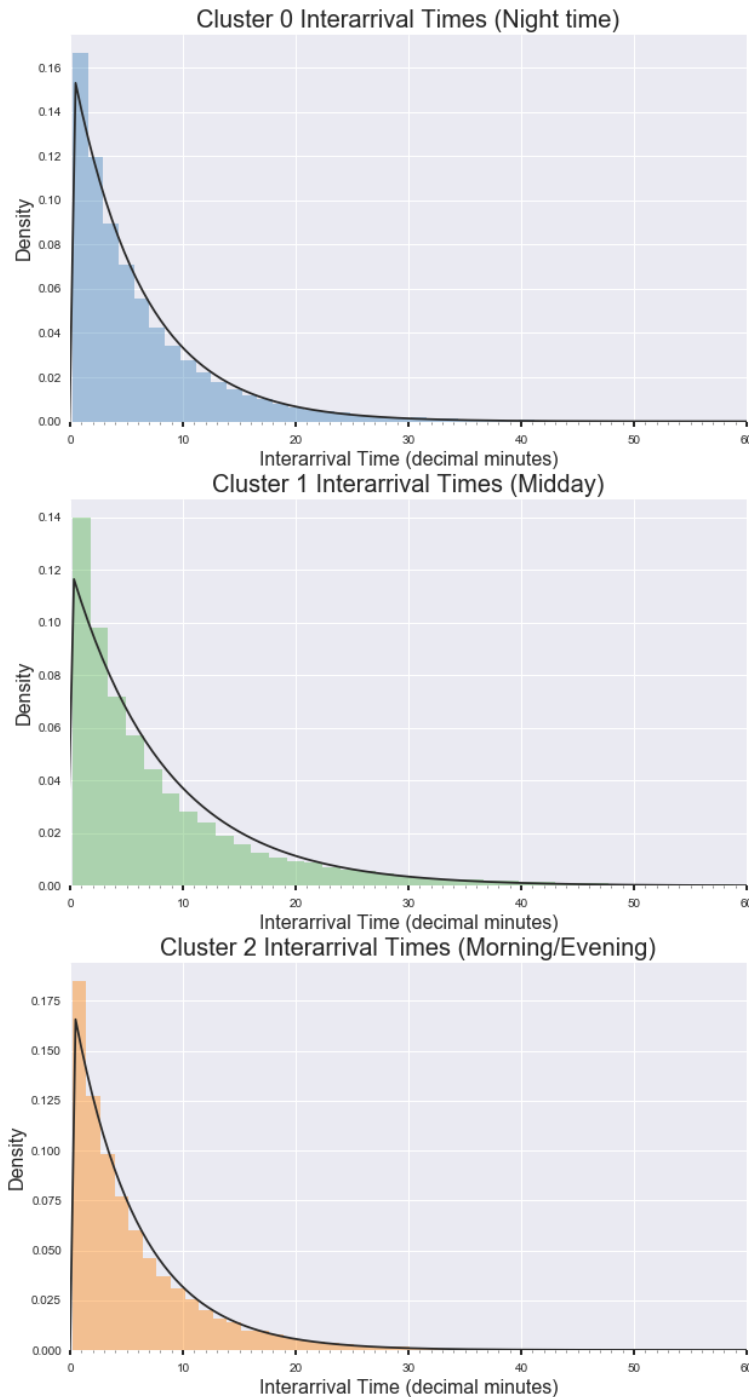 Cluster 0 Interarrival Times (Night time)
0.16
0.14
0.12
0.10
0.08
0.06
0.04
0.02
0.00
Density
0 10 20 30 40 50 60
Interarrival Time (decimal minutes)
Cluster 1 Interarrival Times (Midday)
0.14
0.12
0.10
0.08
0.06
0.04
0.02
0.00
Density
0 10 20 30 40 50 60
Interarrival Time (decimal minutes)
Cluster 2 Interarrival Times (Morning/Evening)
0.175
0.150
0.125
0.100
0.075
0.050
0.025
0.000
Density
0 10 20 30 40 50 60
Interarrival Time (decimal minutes)